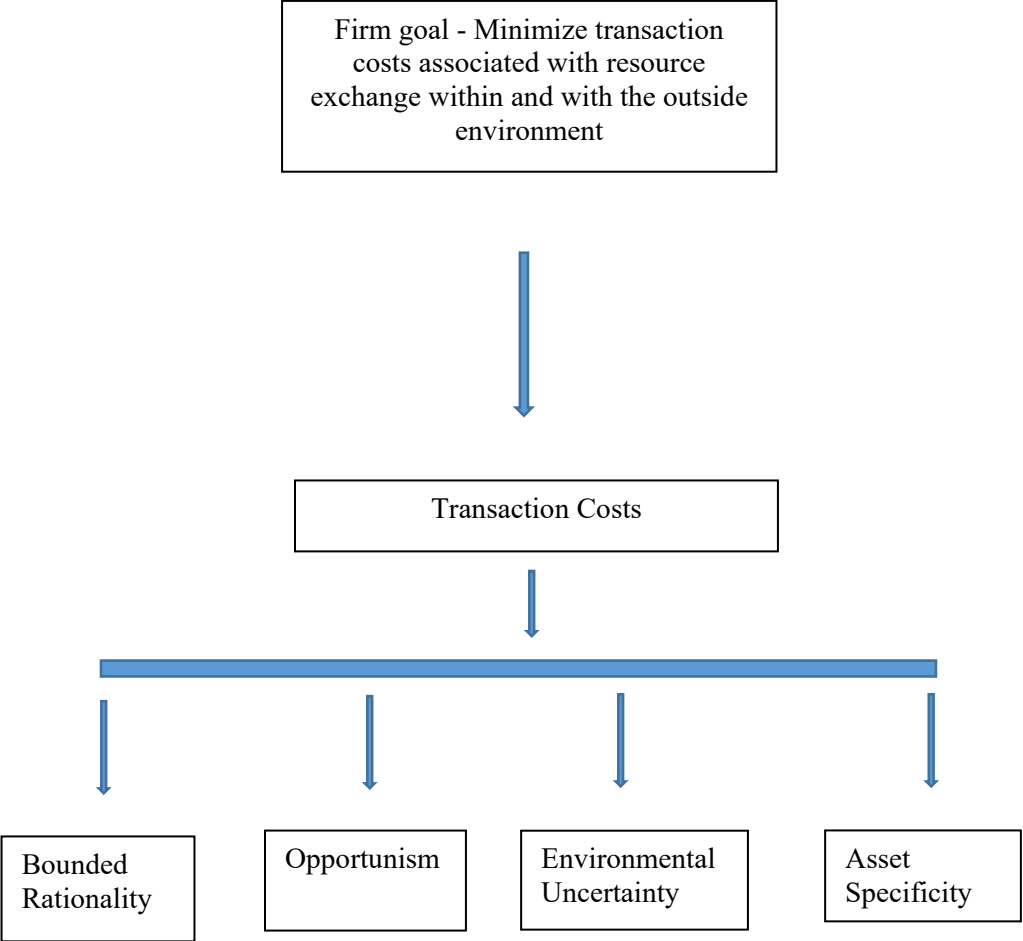 Firm goal - Minimize transaction
costs associated with resource
exchange within and with the outside
environment
Transaction Costs
Bounded
Rationality
Opportunism
Environmental
Uncertainty
Asset
Specificity